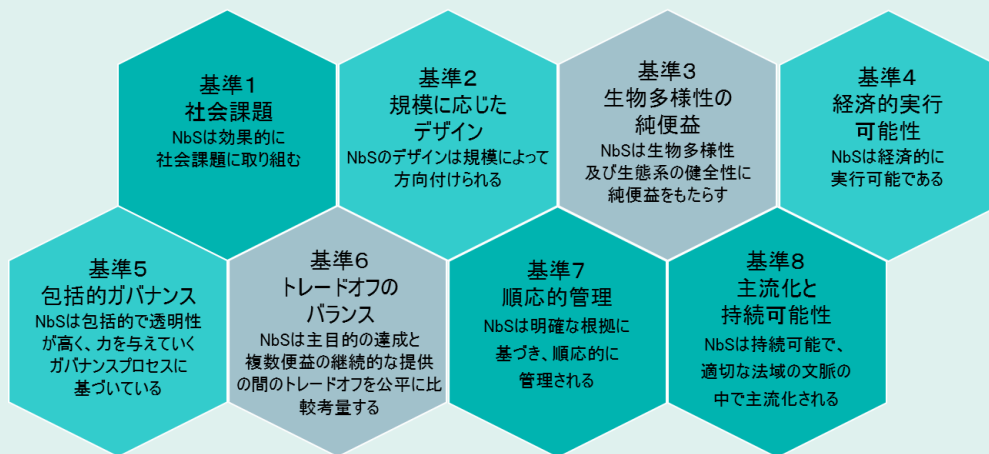 基準1
社会課題
NbSは効果的に
社会課題に取り組む
基準2
規模に応じた
デザイン
NbSのデザインは規模によって
方向付けられる
基準3
生物多様性の
純便益
NbSは生物多様性
及び生態系の健全性に
純便益をもたらす
基準4
経済的実行
可能性
NbSは経済的に
実行可能である
基準5
包括的ガバナンス
NbSは包括的で透明性
が高く、力を与えていく
ガバナンスプロセスに
基づいている
基準6
トレードオフの
バランス
NbSは主目的の達成と
複数便益の継続的な提供
の間のトレードオフを公平に比
較考量する
基準7
順応的管理
NbSは明確な根拠に
基づき、順応的に
管理される
基準8
主流化と
持続可能性
NbSは持続可能で、
適切な法域の文脈の
中で主流化される